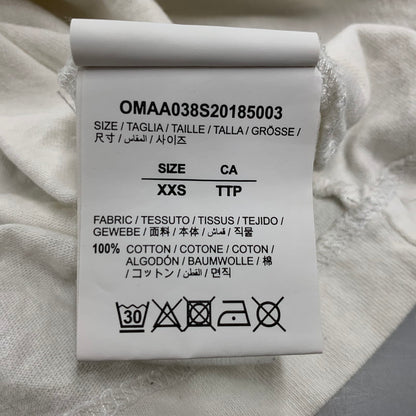 OMAA038S20185003
SIZE / TAGLIA / TAILLE / TALLA / GRÖSSE /
尺寸 / المقاس / 사이즈
SIZE CA
XXS TTP
FABRIC / TESSUTO / TISSUS / TEJIDO /
GEWEBE / 面料 / 本体 / قماش / 직물
100% COTTON / COTONE / COTON /
ALGODÓN / BAUMWOLLE / 棉
/ コットン / القطن / 면직
30